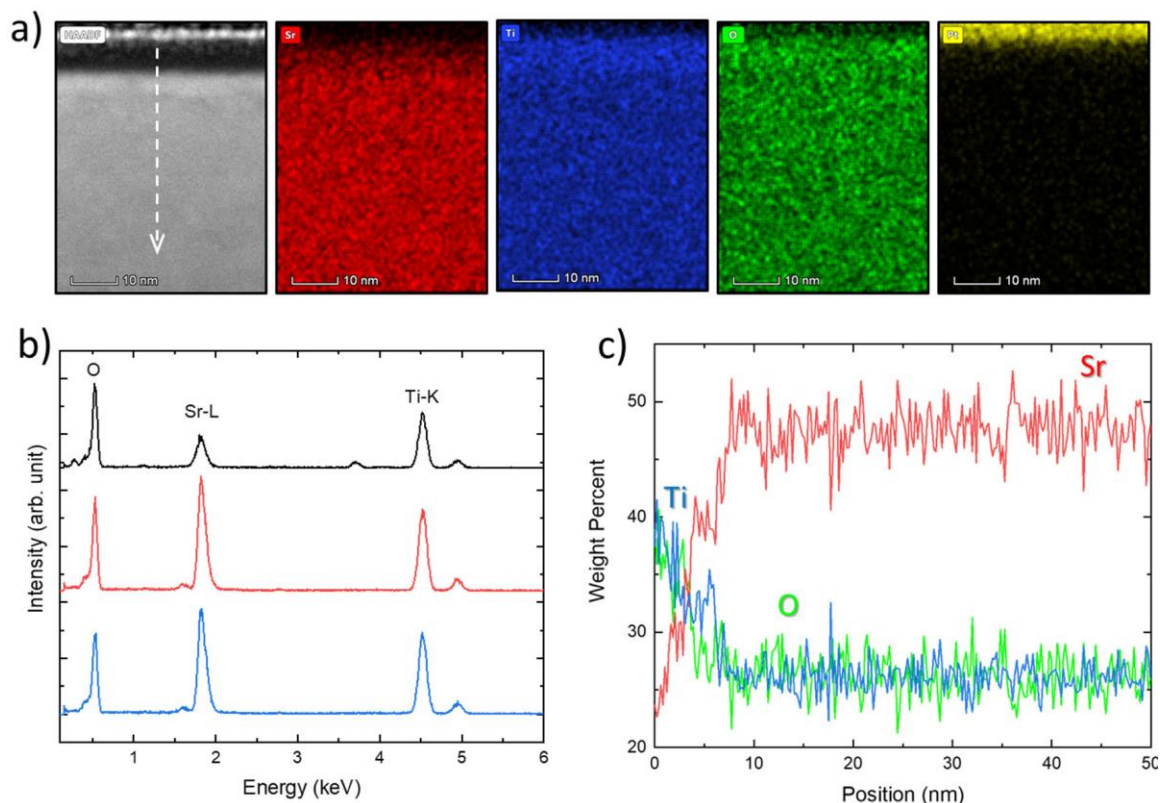 a)
HAADF
Sr
Ti
O
Pt
10 nm
10 nm
10 nm
10 nm
10 nm
b)
O
Sr-L
Ti-K
Intensity (arb. unit)
1 2 3 4 5 6
Energy (keV)
c)
Sr
Ti
O
Weight Percent
50
40
30
20
0 10 20 30 40 50
Position (nm)